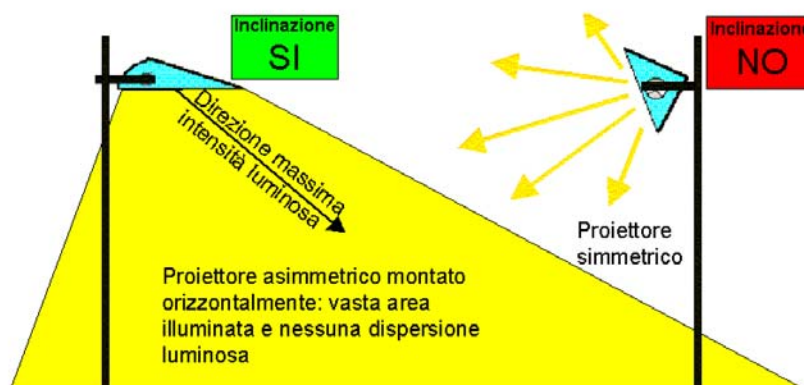 Inclinazione
SI
Inclinazione
NO
Direzione massima
intensità luminosa
Proiettore
simmetrico
Proiettore asimmetrico montato
orizzontalmente: vasta area
illuminata e nessuna dispersione
luminosa